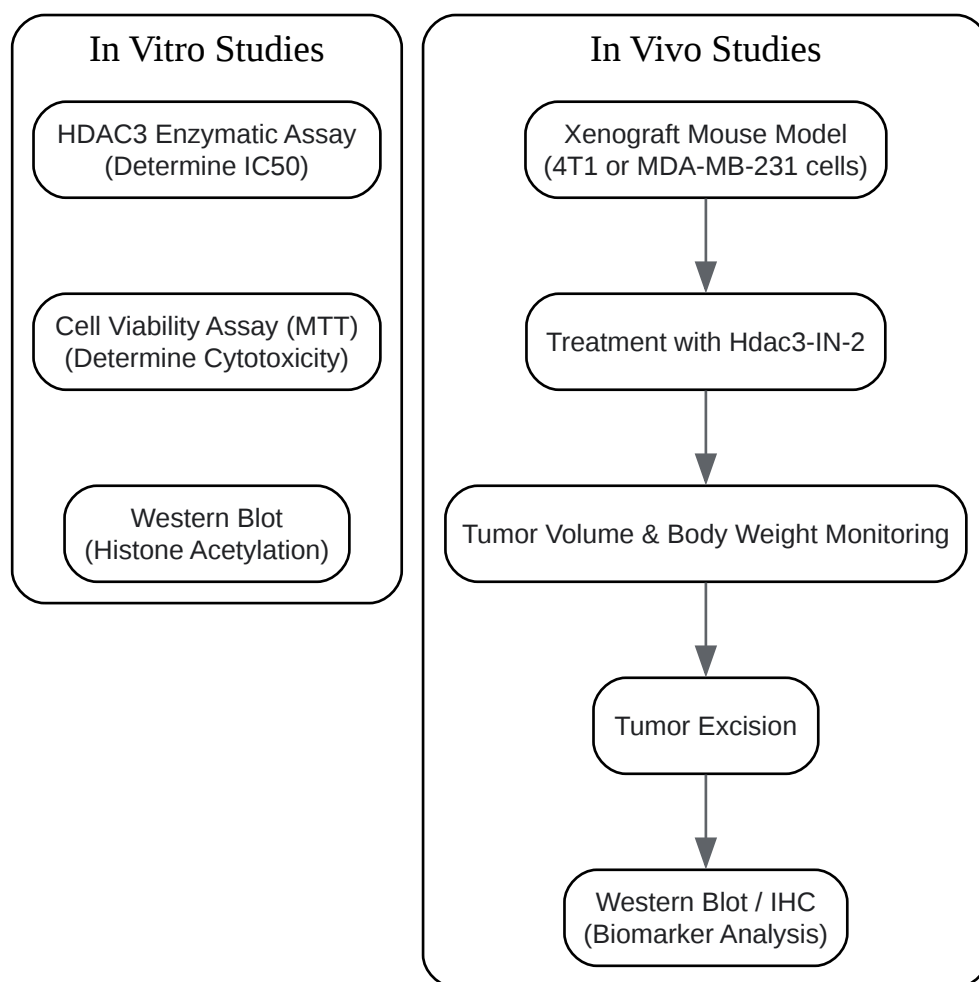 In Vitro Studies
HDAC3 Enzymatic Assay
(Determine IC50)
Cell Viability Assay (MTT)
(Determine Cytotoxicity)
Western Blot
(Histone Acetylation)
In Vivo Studies
Xenograft Mouse Model
(4T1 or MDA-MB-231 cells)
Treatment with Hdac3-IN-2
Tumor Volume & Body Weight Monitoring
Tumor Excision
Western Blot / IHC
(Biomarker Analysis)